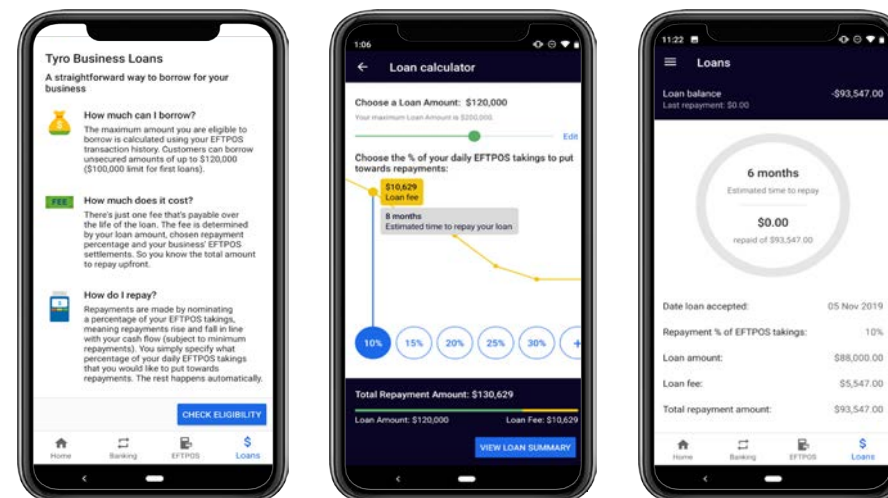 Tyro Business Loans
A straightforward way to borrow for your
business
How much can I borrow?
The maximum amount you are eligible to
borrow is calculated using your EFTPOS
transaction history. Customers can borrow
unsecured amounts of up to $120,000
($100,000 limit for first loans).
FEE
How much does it cost?
There's just one fee that's payable over
the life of the loan. The fee is determined
by your loan amount, chosen repayment
percentage and your business' EFTPOS
settlements. So you know the total amount
to repay upfront.
How do I repay?
Repayments are made by nominating
a percentage of your EFTPOS takings,
meaning repayments rise and fall in line
with your cash flow (subject to minimum
repayments). You simply specify what
percentage of your daily EFTPOS takings
that you would like to put towards
repayments. The rest happens automatically.
CHECK ELIGIBILITY
Home Banking EFTPOS Loans
1:06
Loan calculator
Choose a Loan Amount: $120,000
Your maximum Loan Amount is $200,000.
Edit
Choose the % of your daily EFTPOS takings to put
towards repayments:
$10,629
Loan fee
8 months
Estimated time to repay your loan
10% 15% 20% 25% 30% +
Total Repayment Amount: $130,629
Loan Amount: $120,000 Loan Fee: $10,629
VIEW LOAN SUMMARY
11:22
Loans
Loan balance -$93,547.00
Last repayment: $0.00
6 months
Estimated time to repay
$0.00
repaid of $93,547.00
Date loan accepted: 05 Nov 2019
Repayment % of EFTPOS takings: 10%
Loan amount: $88,000.00
Loan fee: $5,547.00
Total repayment amount: $93,547.00
Home Banking EFTPOS Loans